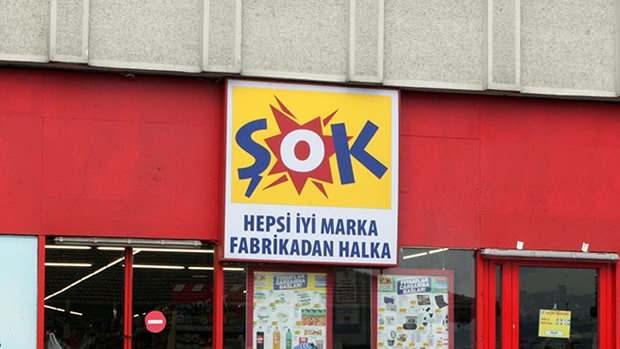 ŞOK
HEPSİ İYİ MARKA
FABRİKADAN HALKA